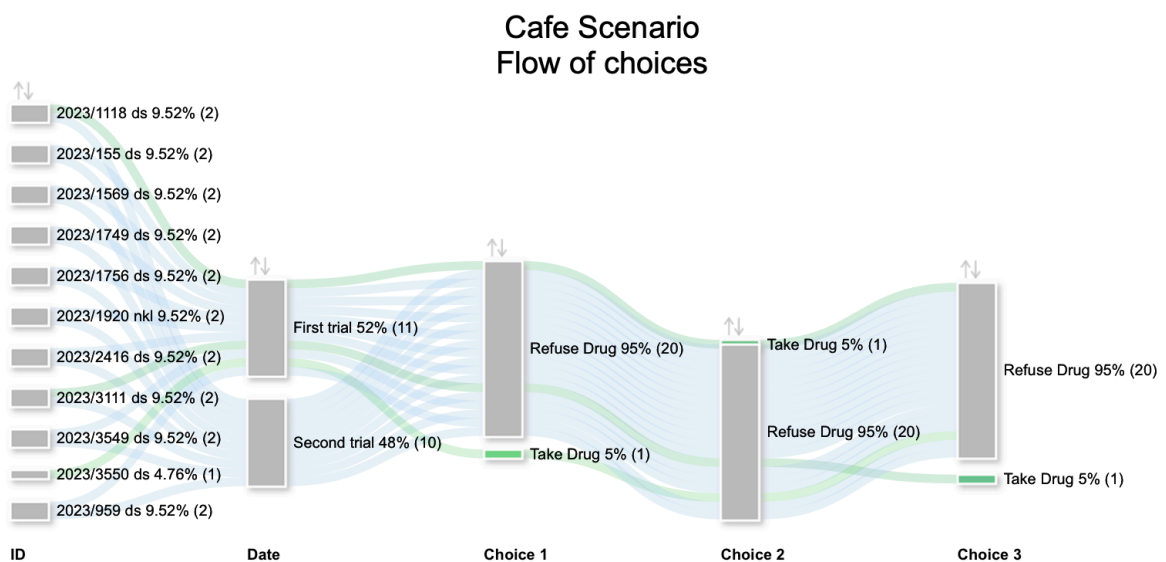 Cafe Scenario
Flow of choices
2023/1118 ds 9.52% (2)
2023/155 ds 9.52% (2)
2023/1569 ds 9.52% (2)
2023/1749 ds 9.52% (2)
2023/1756 ds 9.52% (2)
2023/1920 nkl 9.52% (2)
2023/2416 ds 9.52% (2)
2023/3111 ds 9.52% (2)
2023/3549 ds 9.52% (2)
2023/3550 ds 4.76% (1)
2023/959 ds 9.52% (2)
First trial 52% (11)
Second trial 48% (10)
Refuse Drug 95% (20)
Take Drug 5% (1)
Take Drug 5% (1)
Refuse Drug 95% (20)
Refuse Drug 95% (20)
Take Drug 5% (1)
ID
Date
Choice 1
Choice 2
Choice 3